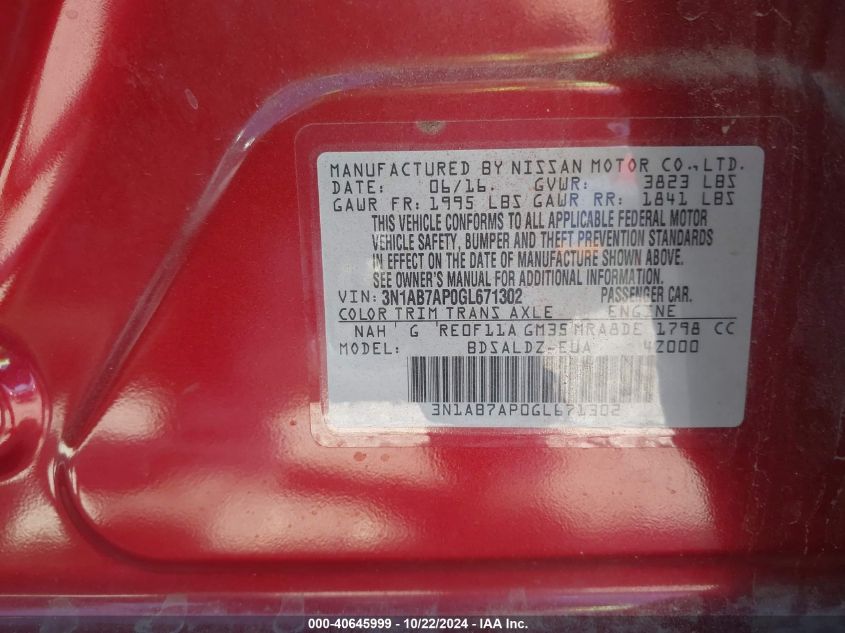 MANUFACTURED BY NISSAN MOTOR CO.,LTD.
DATE: 06/16. GVWR: 3823 LBS
GAWR FR: 1995 LBS GAWR RR: 1841 LBS
THIS VEHICLE CONFORMS TO ALL APPLICABLE FEDERAL MOTOR
VEHICLE SAFETY, BUMPER AND THEFT PREVENTION STANDARDS
IN EFFECT ON THE DATE OF MANUFACTURE SHOWN ABOVE.
SEE OWNER'S MANUAL FOR ADDITIONAL INFORMATION.
VIN: 3N1AB7AP0GL671302 PASSENGER CAR.
COLOR TRIM TRANS AXLE ENGINE
NAH G RE0F11A GM35 MRA8DE 1798 CC
MODEL: BDSALDZ-EUA 4Z000
3N1AB7AP0GL671302
000-40645999 - 10/22/2024 - IAA Inc.